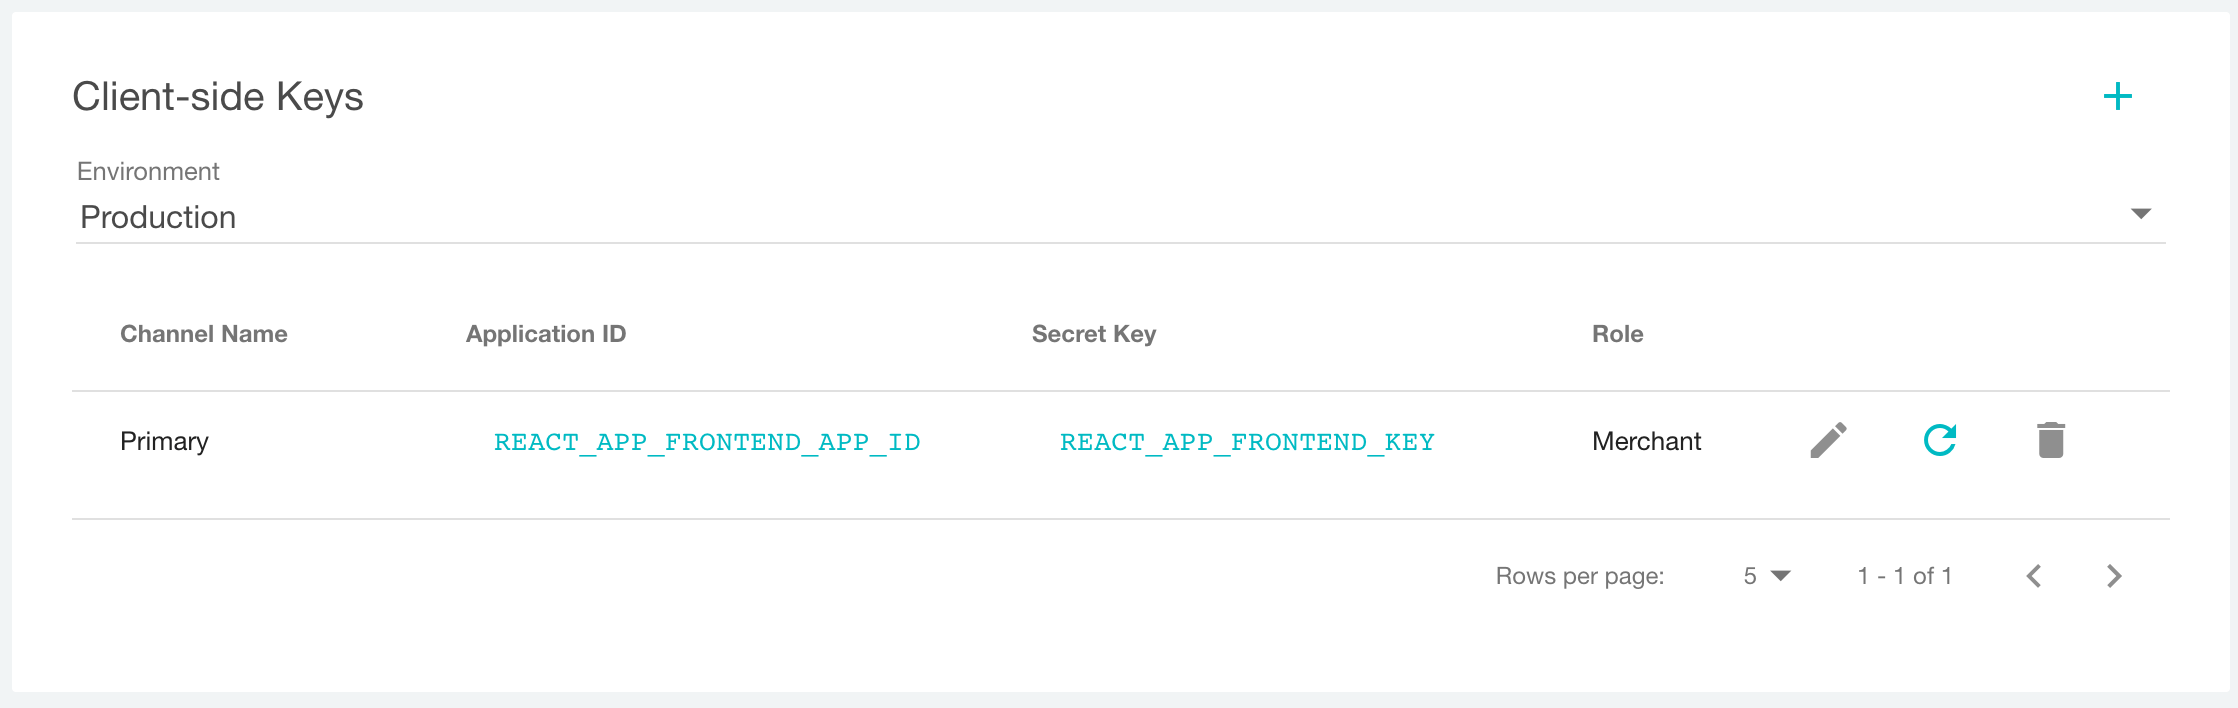 Client-side Keys
Environment
Production
Channel Name Application ID Secret Key Role
Primary REACT_APP_FRONTEND_APP_ID REACT_APP_FRONTEND_KEY Merchant
Rows per page: 5 1 - 1 of 1